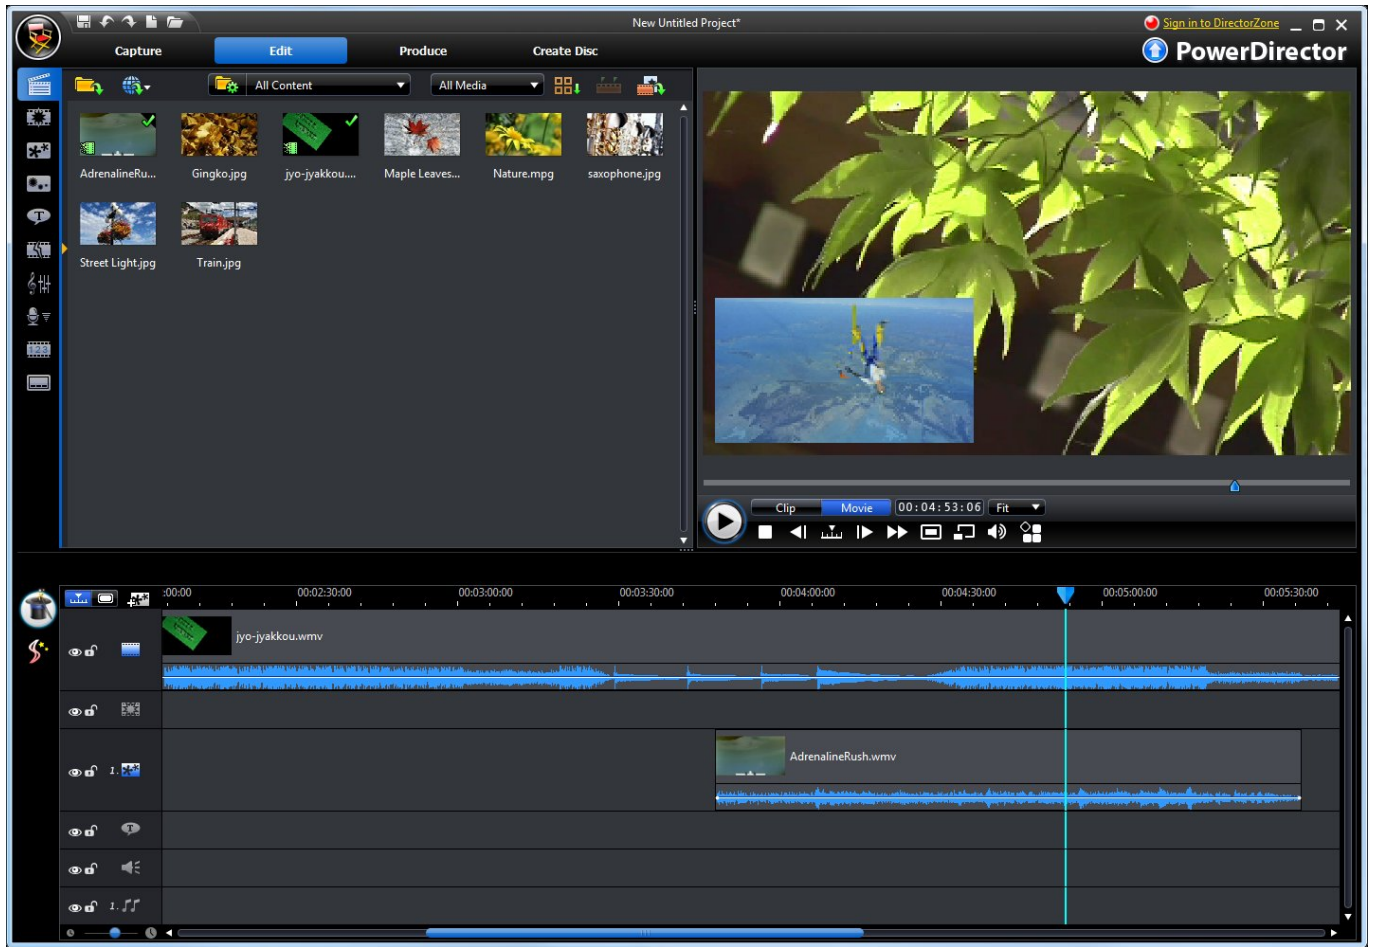 New Untitled Project*
Sign in to DirectorZone
Capture
Edit
Produce
Create Disc
PowerDirector
All Content
All Media
AdrenalineRu...
Gingko.jpg
jyo-jyakkou....
Maple Leaves...
Nature.mpg
saxophone.jpg
Street Light.jpg
Train.jpg
T
123
Clip
Movie
00:04:53:06
Fit
:00:00
00:02:30:00
00:03:00:00
00:03:30:00
00:04:00:00
00:04:30:00
00:05:00:00
00:05:30:00
jyo-jyakkou.wmv
1.
AdrenalineRush.wmv
T
1.